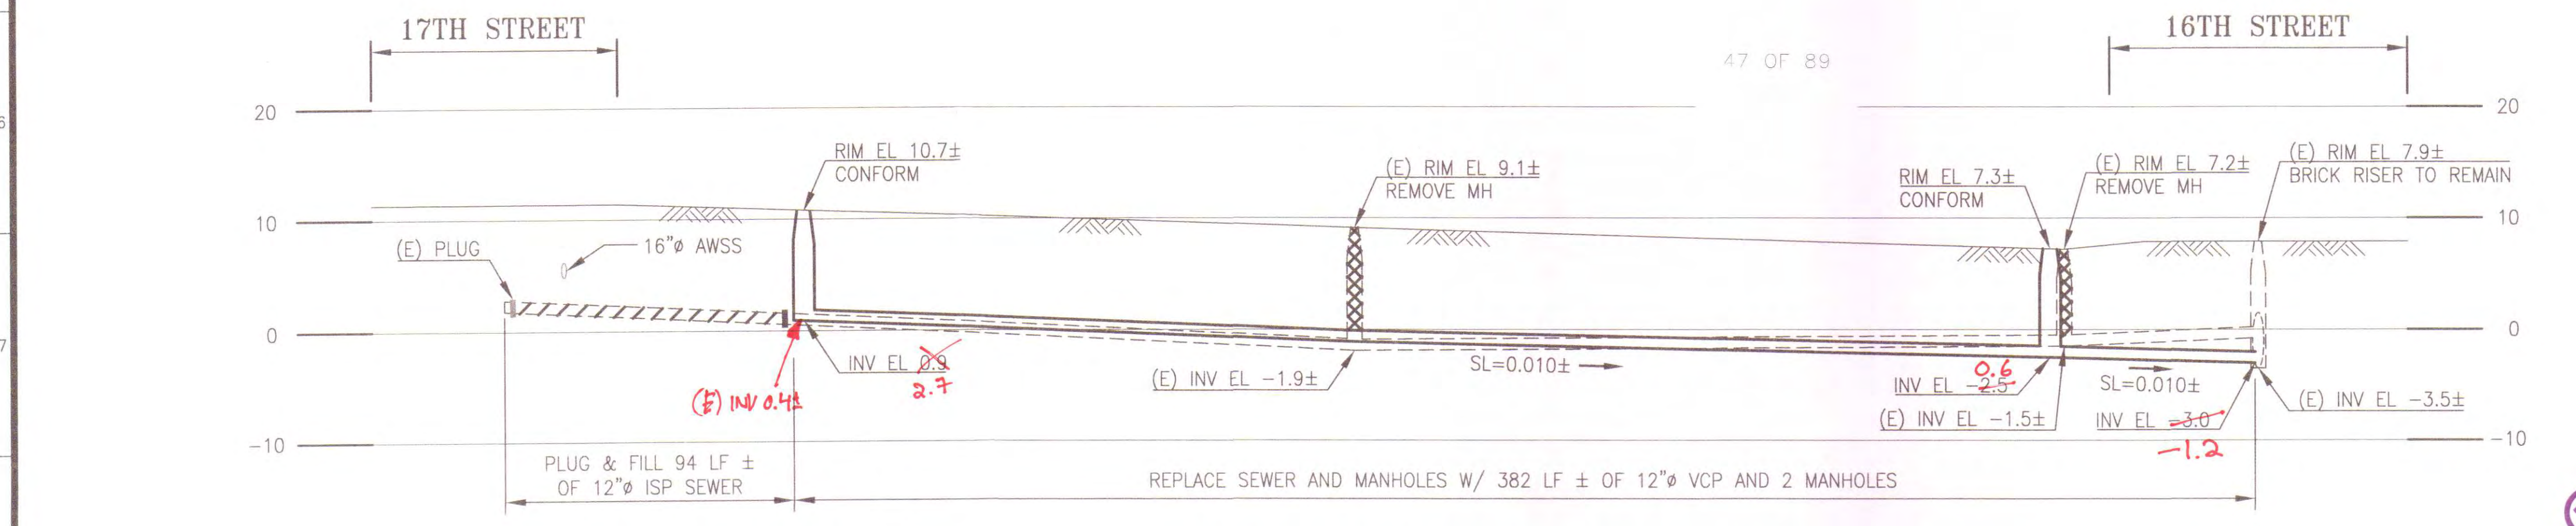 17TH STREET
16TH STREET
47 OF 89
20
20
RIM EL 10.7±
CONFORM
(E) RIM EL 9.1±
REMOVE MH
RIM EL 7.3±
CONFORM
(E) RIM EL 7.2±
REMOVE MH
(E) RIM EL 7.9±
BRICK RISER TO REMAIN
10
10
(E) PLUG
16"ø AWSS
0
0
INV EL 0.9
2.7
(E) INV 0.4±
(E) INV EL -1.9±
SL=0.010±
0.6
INV EL -2.5
(E) INV EL -1.5±
SL=0.010±
INV EL -3.0
-1.2
(E) INV EL -3.5±
-10
-10
PLUG & FILL 94 LF ±
OF 12"ø ISP SEWER
REPLACE SEWER AND MANHOLES W/ 382 LF ± OF 12"ø VCP AND 2 MANHOLES
6
7